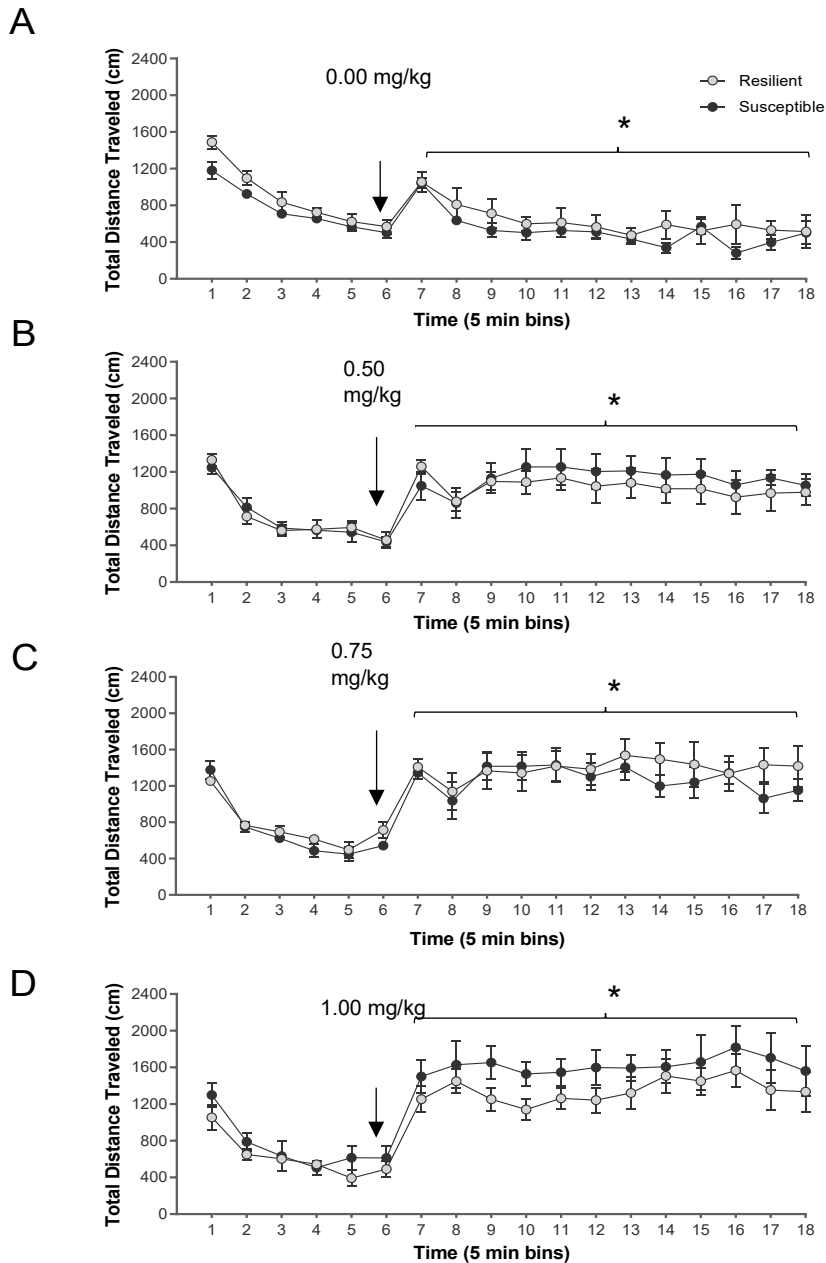 A
0.00 mg/kg
Resilient
Susceptible
*
Total Distance Traveled (cm)
2400
2000
1600
1200
800
400
0
1 2 3 4 5 6 7 8 9 10 11 12 13 14 15 16 17 18
Time (5 min bins)
B
0.50
mg/kg
*
Total Distance Traveled (cm)
2400
2000
1600
1200
800
400
0
1 2 3 4 5 6 7 8 9 10 11 12 13 14 15 16 17 18
Time (5 min bins)
C
0.75
mg/kg
*
Total Distance Traveled (cm)
2400
2000
1600
1200
800
400
0
1 2 3 4 5 6 7 8 9 10 11 12 13 14 15 16 17 18
Time (5 min bins)
D
1.00 mg/kg
*
Total Distance Traveled (cm)
2400
2000
1600
1200
800
400
0
1 2 3 4 5 6 7 8 9 10 11 12 13 14 15 16 17 18
Time (5 min bins)